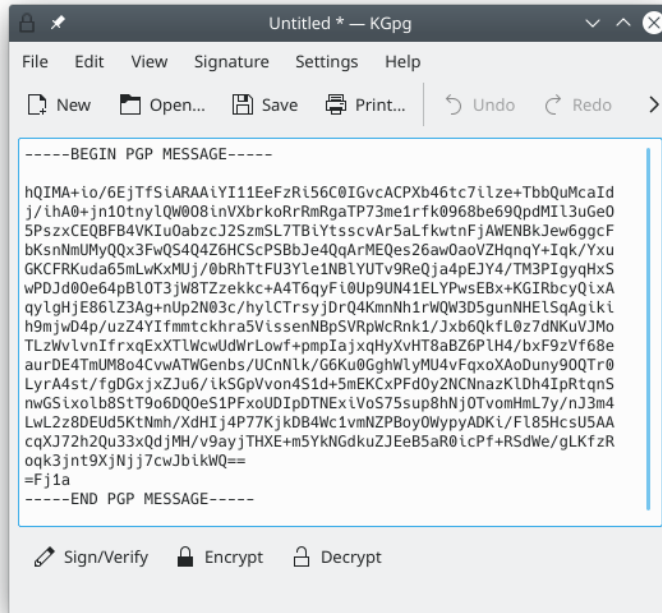 Untitled * — KGpg
File Edit View Signature Settings Help
New Open... Save Print... Undo Redo
-----BEGIN PGP MESSAGE-----
hQIMA+io/6EjTfSiARAAiYI11EeFzRi56C0IGvcACPXb46tc7ilze+TbbQuMcaId
j/ihA0+jn1OtnylQW0O8inVXbrkoRrRmRgaTP73me1rfk0968be69QpdMIl3uGeO
5PszxCEQBFB4VKIuOabzcJ2SzmSL7TBiYtsscvAr5aLfkwtnFjAWENBkJew6ggcF
bKsnNmUMyQQx3FwQS4Q4Z6HCScPSBbJe4QqArMEQes26awOaoVZHqnqY+Iqk/Yxu
GKCFRKuda65mLwKxMUj/0bRhTtFU3Yle1NBlYUTv9ReQja4pEJY4/TM3PIgyqHxS
wPDJd0Oe64pBlOT3jW8TZzekkc+A4T6qyFi0Up9UN41ELYPwsEBx+KGIRbcyQixA
qylgHjE86lZ3Ag+nUp2N03c/hylCTrsyjDrQ4KmnNh1rWQW3D5gunNHElSqAgiki
h9mjwD4p/uzZ4YIfmmtckhra5VissenNBpSVRpWcRnk1/Jxb6QkfL0z7dNKuVJMo
TLzWvlvnIfrxqExXTlWcwUdWrLowf+pmpIajxqHyXvHT8aBZ6PlH4/bxF9zVf68e
aurDE4TmUM8o4CvwATWGenbs/UCnNlk/G6Ku0GghWlyMU4vFqxoXAoDuny9OQTr0
LyrA4st/fgDGxjxXZJu6/ikSGpVvon4S1d+5mEKCxPFdOy2NCNnazKlDh4IpRtqnS
nwGSixolb8StT9o6DQOeS1PFxoUDIpDTNExiVoS75sup8hNjOTvomHmL7y/nJ3m4
LwL2z8DEUd5KtNmh/XdHIj4P77KjkDB4Wc1vmNZPBoyOWypyADKi/Fl85HcsU5AA
cqXJ72h2Qu33xQdjMH/v9ayjTHXE+m5YkNGdkuZJEeB5aR0icPf+RSdWe/gLKfzR
oqk3jnt9XjNjj7cwJbikWQ==
=Fj1a
-----END PGP MESSAGE-----
Sign/Verify Encrypt Decrypt